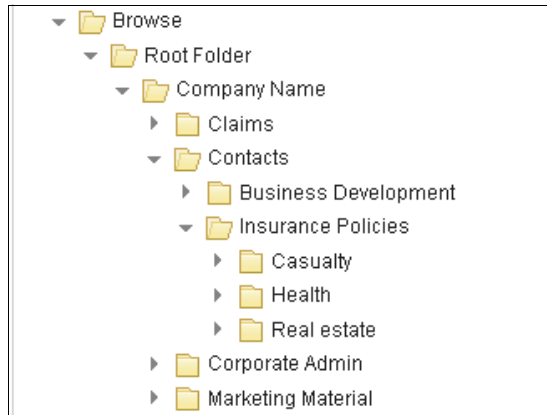 Browse
Root Folder
Company Name
Claims
Contacts
Business Development
Insurance Policies
Casualty
Health
Real estate
Corporate Admin
Marketing Material